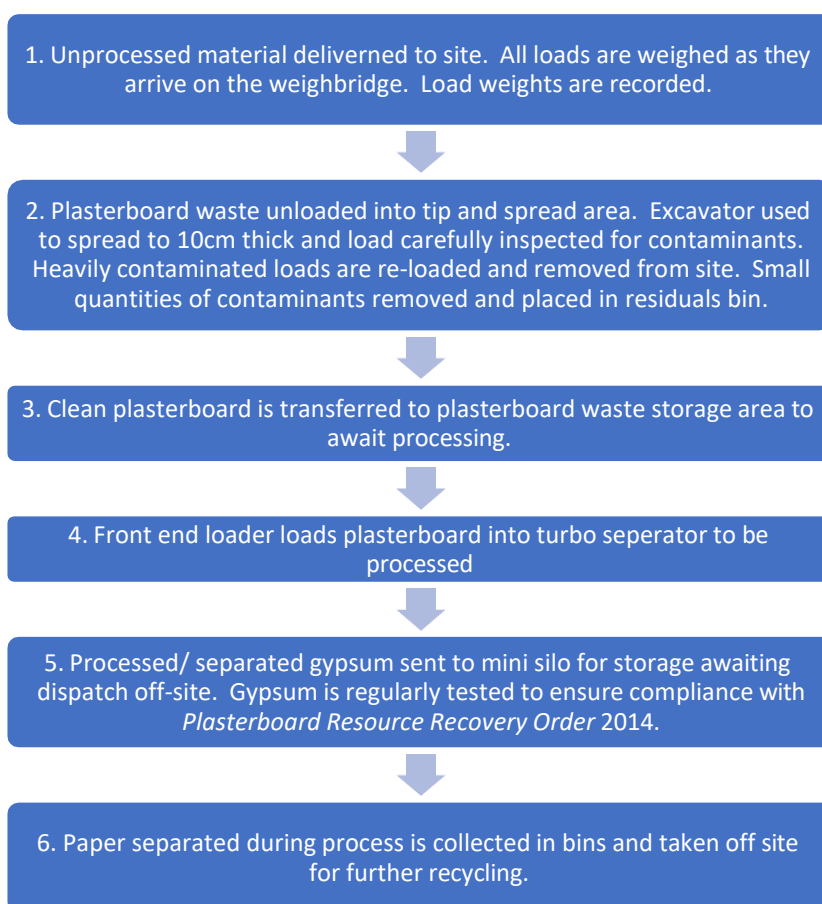 1. Unprocessed material deliverned to site.  All loads are weighed as they
arrive on the weighbridge.  Load weights are recorded.
2. Plasterboard waste unloaded into tip and spread area.  Excavator used
to spread to 10cm thick and load carefully inspected for contaminants.
Heavily contaminated loads are re-loaded and removed from site.  Small
quantities of contaminants removed and placed in residuals bin.
3. Clean plasterboard is transferred to plasterboard waste storage area to
await processing.
4. Front end loader loads plasterboard into turbo seperator to be
processed
5. Processed/ separated gypsum sent to mini silo for storage awaiting
dispatch off-site.  Gypsum is regularly tested to ensure compliance with
Plasterboard Resource Recovery Order 2014.
6. Paper separated during process is collected in bins and taken off site
for further recycling.